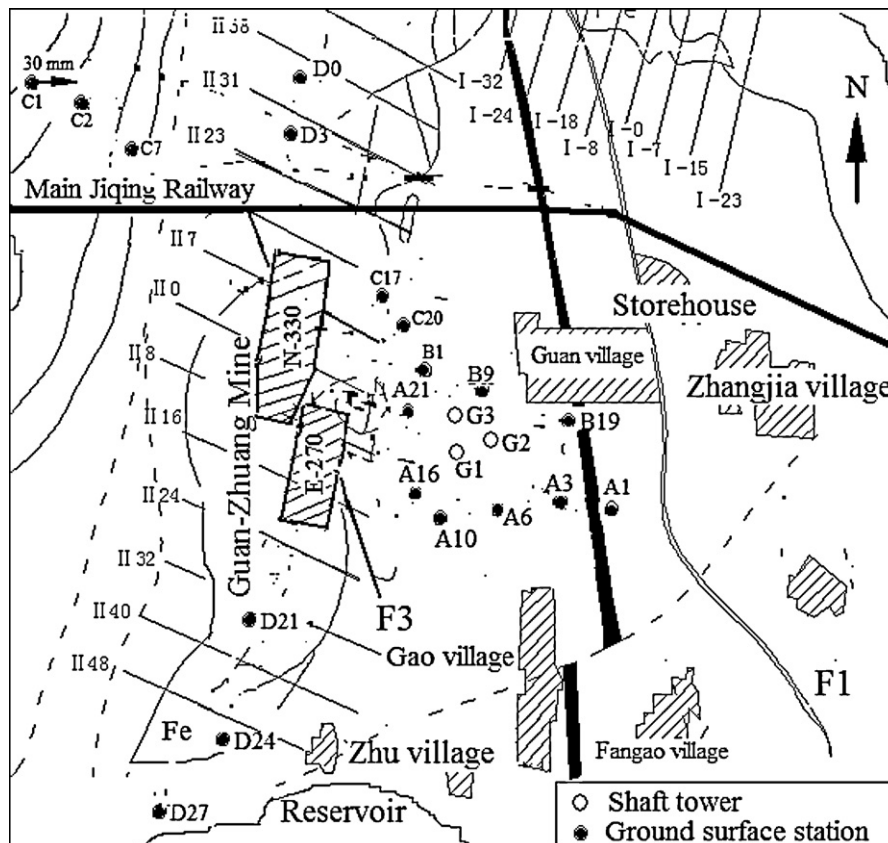 II 38
D0
30 mm
C1
C2
II 31
I -32
I -24
I -18
I -0
I -8
I -7
I -15
I -23
N
II 23
D3
C7
Main Jiqing Railway
II 7
II 0
C17
C20
Storehouse
N-330
B1
Guan village
II 8
B9
Zhangjia village
Guan-Zhuang Mine
A21
G3
B19
II 16
G2
G1
E-270
A16
A3
A1
II 24
A10
A6
II 32
F3
II 40
D21
Gao village
II 48
F1
Fe
D24
Zhu village
Fangao village
D27
Reservoir
Shaft tower
Ground surface station